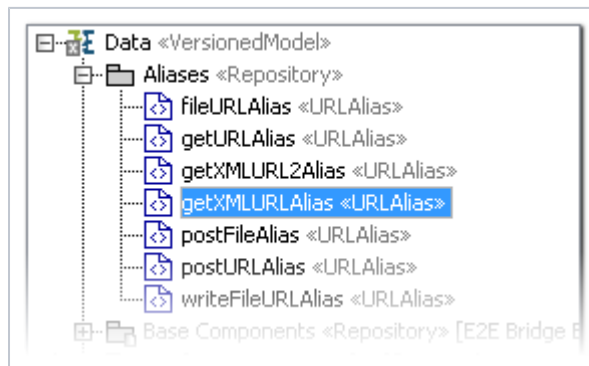 Data «VersionedModel»
Aliases «Repository»
fileURLAlias «URLAlias»
getURLAlias «URLAlias»
getXMLURL2Alias «URLAlias»
getXMLURLAlias «URLAlias»
postFileAlias «URLAlias»
postURLAlias «URLAlias»
writeFileURLAlias «URLAlias»
Base Components «Repository» [E2E Bridge